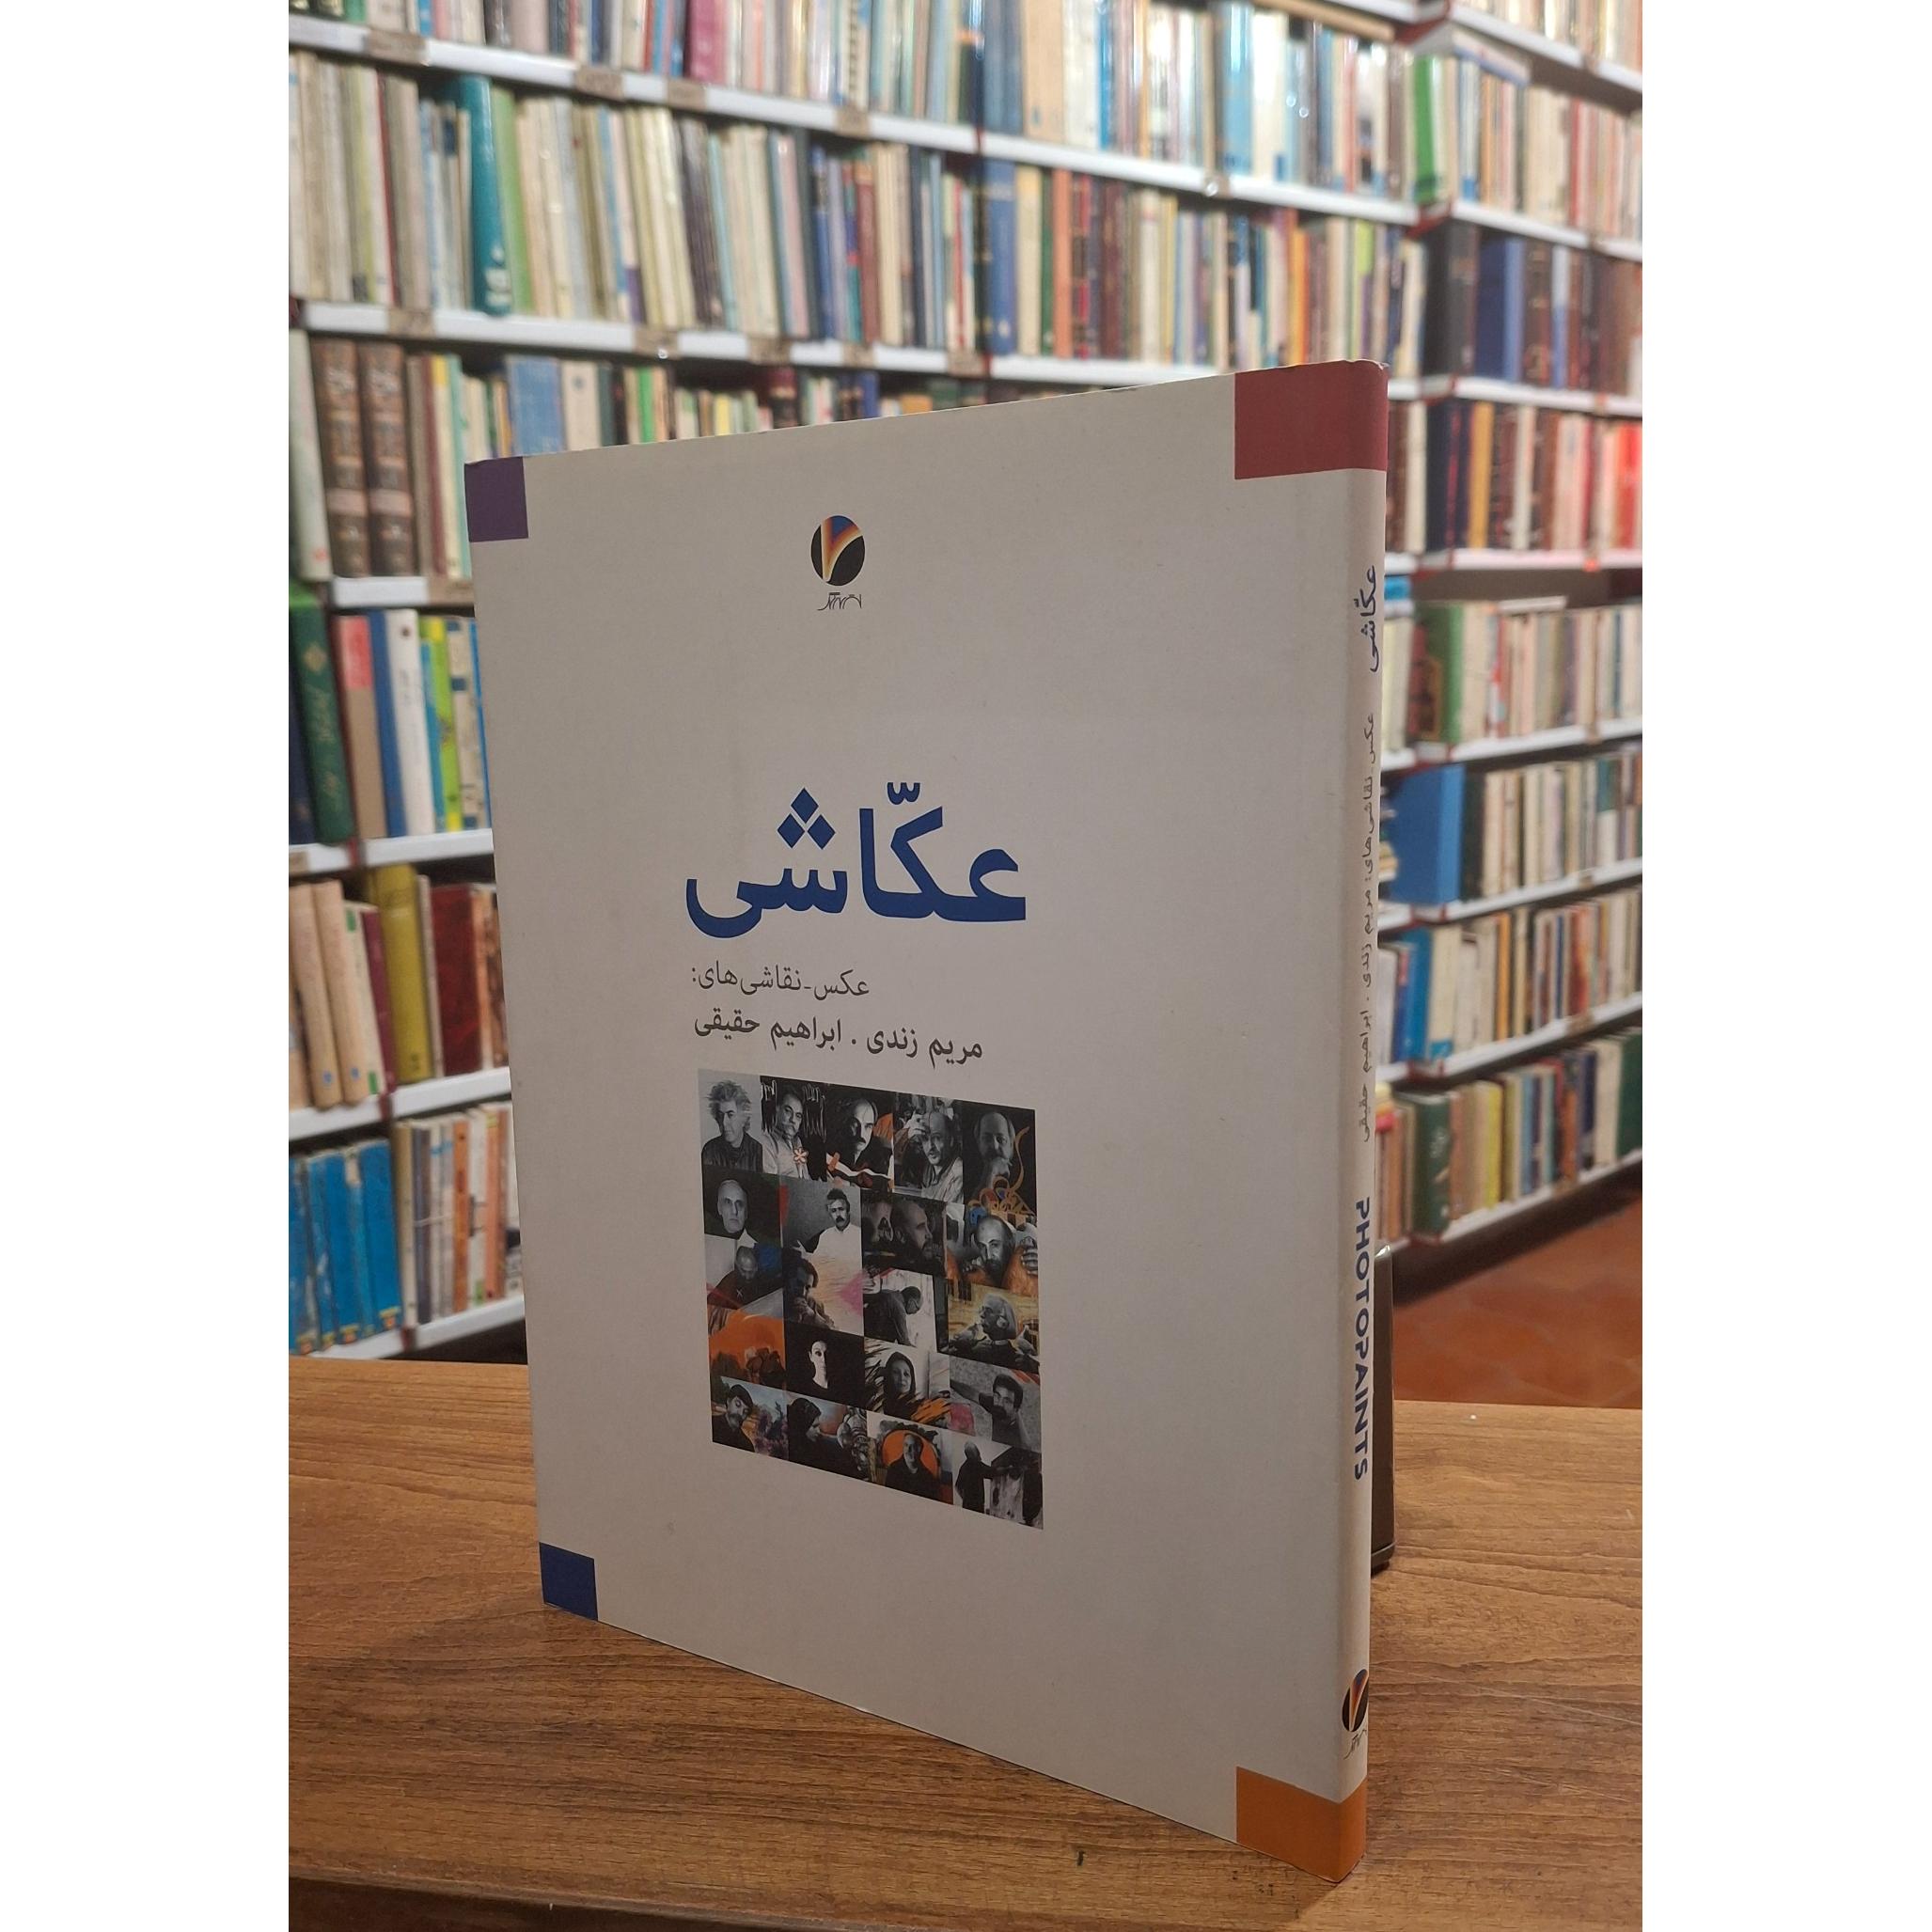 عکّاشی
عکس-نقاشی‌های:
مریم زندی . ابراهیم حقیقی
عکّاشی عکس-نقاشی‌های: مریم زندی . ابراهیم حقیقی PHOTOPAINTS